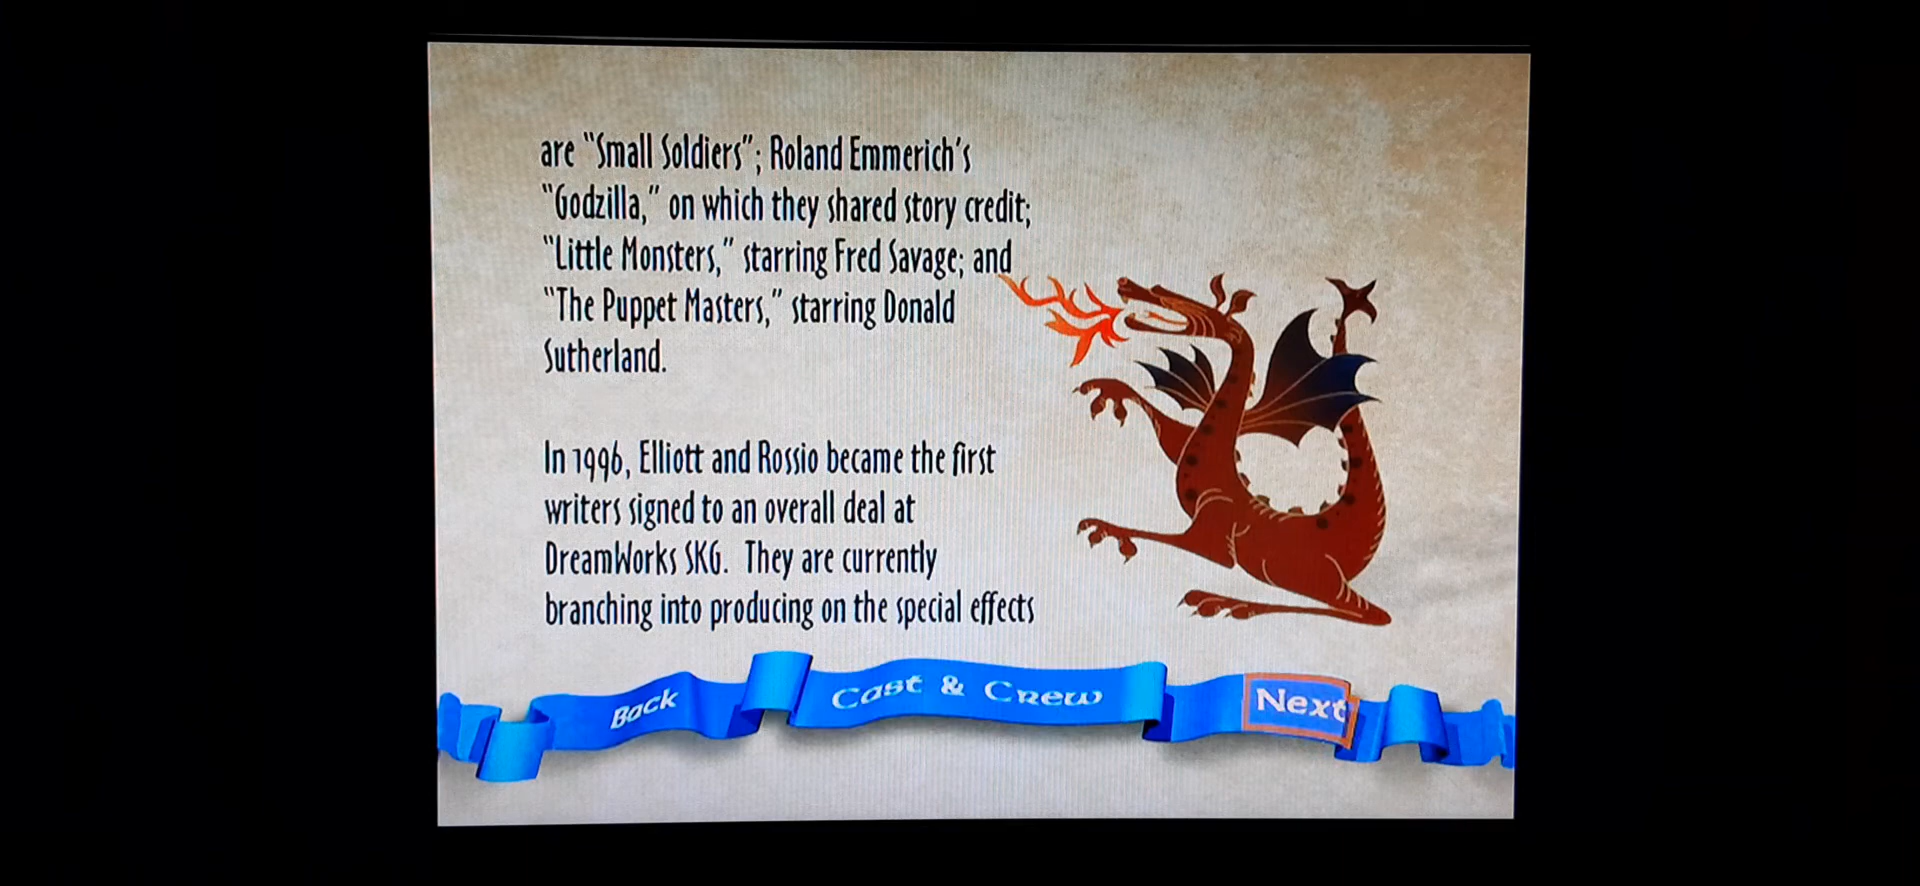 are "Small Soldiers"; Roland Emmerich's
"Godzilla," on which they shared story credit;
"Little Monsters," starring Fred Savage; and
"The Puppet Masters," starring Donald
Sutherland.
In 1996, Elliott and Rossio became the first
writers signed to an overall deal at
DreamWorks SKG. They are currently
branching into producing on the special effects
Back Cast & Crew Next